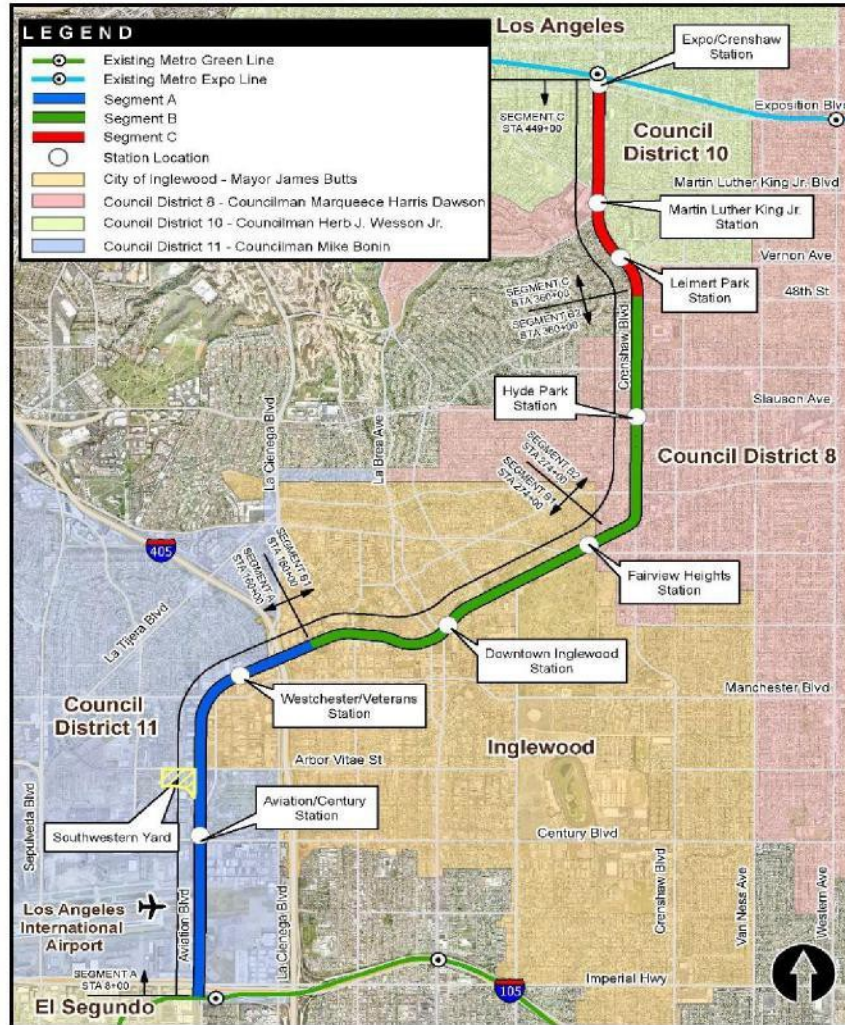 LEGEND
Existing Metro Green Line
Existing Metro Expo Line
Segment A
Segment B
Segment C
Station Location
City of Inglewood - Mayor James Butts
Council District 8 - Councilman Marqueece Harris Dawson
Council District 10 - Councilman Herb J. Wesson Jr.
Council District 11 - Councilman Mike Bonin
Los Angeles
Expo/Crenshaw
Station
Exposition Blvd
SEGMENT C
STA 449+00
Council
District 10
Martin Luther King Jr. Blvd
Martin Luther King Jr.
Station
Vernon Ave
Leimert Park
Station
48th St
SEGMENT C
STA 360+00
SEGMENT B2
STA 360+00
Crenshaw Blvd
Hyde Park
Station
Slauson Ave
La Cienega Blvd
La Brea Ave
Council District 8
SEGMENT B2
STA 274+00
SEGMENT B1
STA 274+00
405
SEGMENT B1
STA 160+00
SEGMENT A
STA 160+00
Fairview Heights
Station
La Tijera Blvd
Downtown Inglewood
Station
Council
District 11
Westchester/Veterans
Station
Manchester Blvd
Inglewood
Arbor Vitae St
Southwestern Yard
Aviation/Century
Station
Century Blvd
Sepulveda Blvd
Los Angeles
International
Airport
Aviation Blvd
La Cienega Blvd
Crenshaw Blvd
Van Ness Ave
Western Ave
SEGMENT A
STA 8+00
El Segundo
Imperial Hwy
105